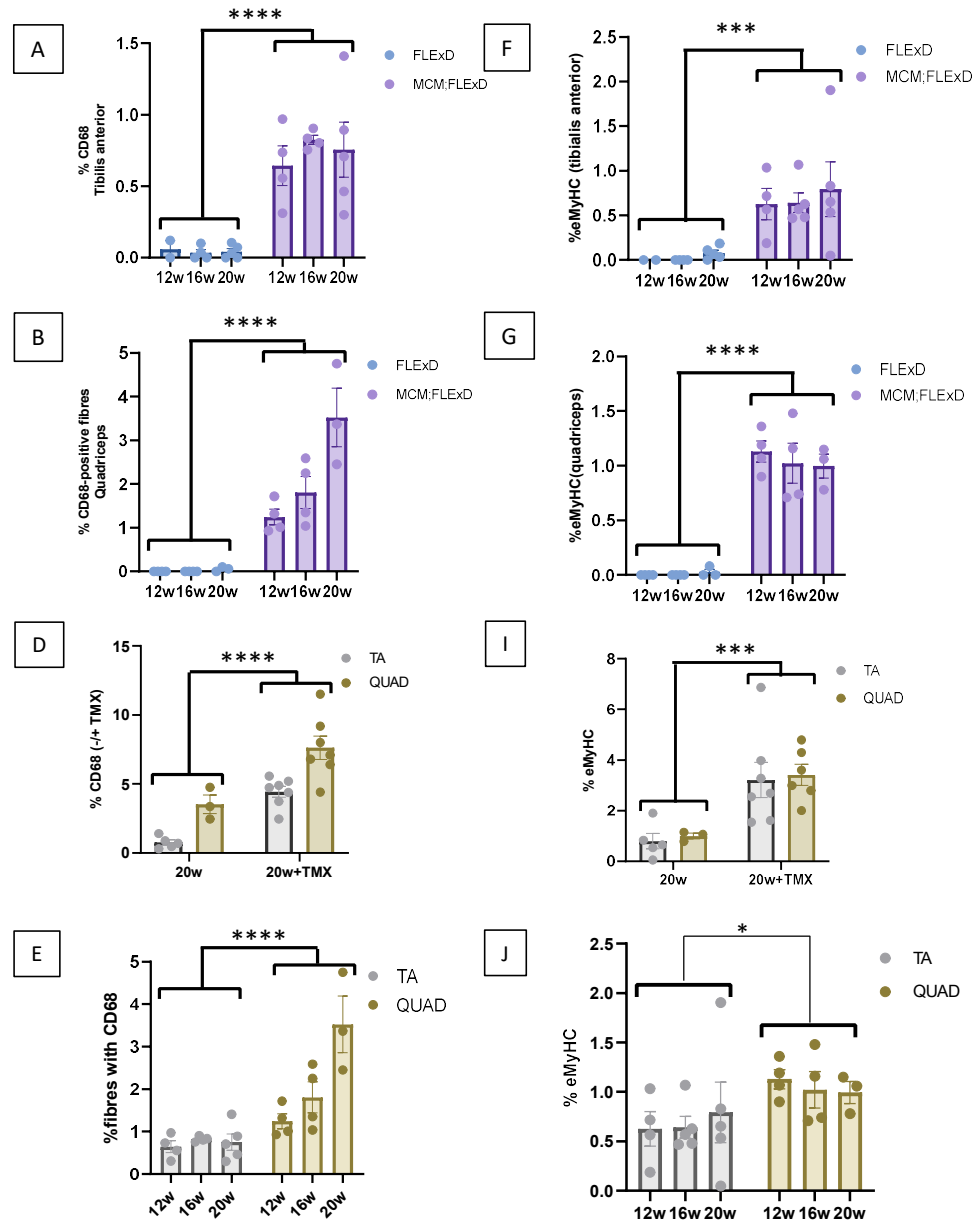 A
****
FLExD
MCM;FLExD
% CD68
Tibilis anterior
1.5
1.0
0.5
0.0
12w 16w 20w
12w 16w 20w
F
***
FLExD
MCM;FLExD
%eMyHC (tibialis anterior)
2.5
2.0
1.5
1.0
0.5
0.0
12w 16w 20w
12w 16w 20w
B
****
FLExD
MCM;FLExD
% CD68-positive fibres
Quadriceps
5
4
3
2
1
0
12w 16w 20w
12w 16w 20w
G
****
FLExD
MCM;FLExD
%eMyHC(quadriceps)
2.0
1.5
1.0
0.5
0.0
12w 16w 20w
12w 16w 20w
D
****
TA
QUAD
% CD68 (-/+ TMX)
15
10
5
0
20w
20w+TMX
I
***
TA
QUAD
% eMyHC
8
6
4
2
0
20w
20w+TMX
E
****
TA
QUAD
%fibres with CD68
5
4
3
2
1
0
12w
16w
20w
12w
16w
20w
J
*
TA
QUAD
% eMyHC
2.5
2.0
1.5
1.0
0.5
0.0
12w 16w 20w
12w 16w 20w